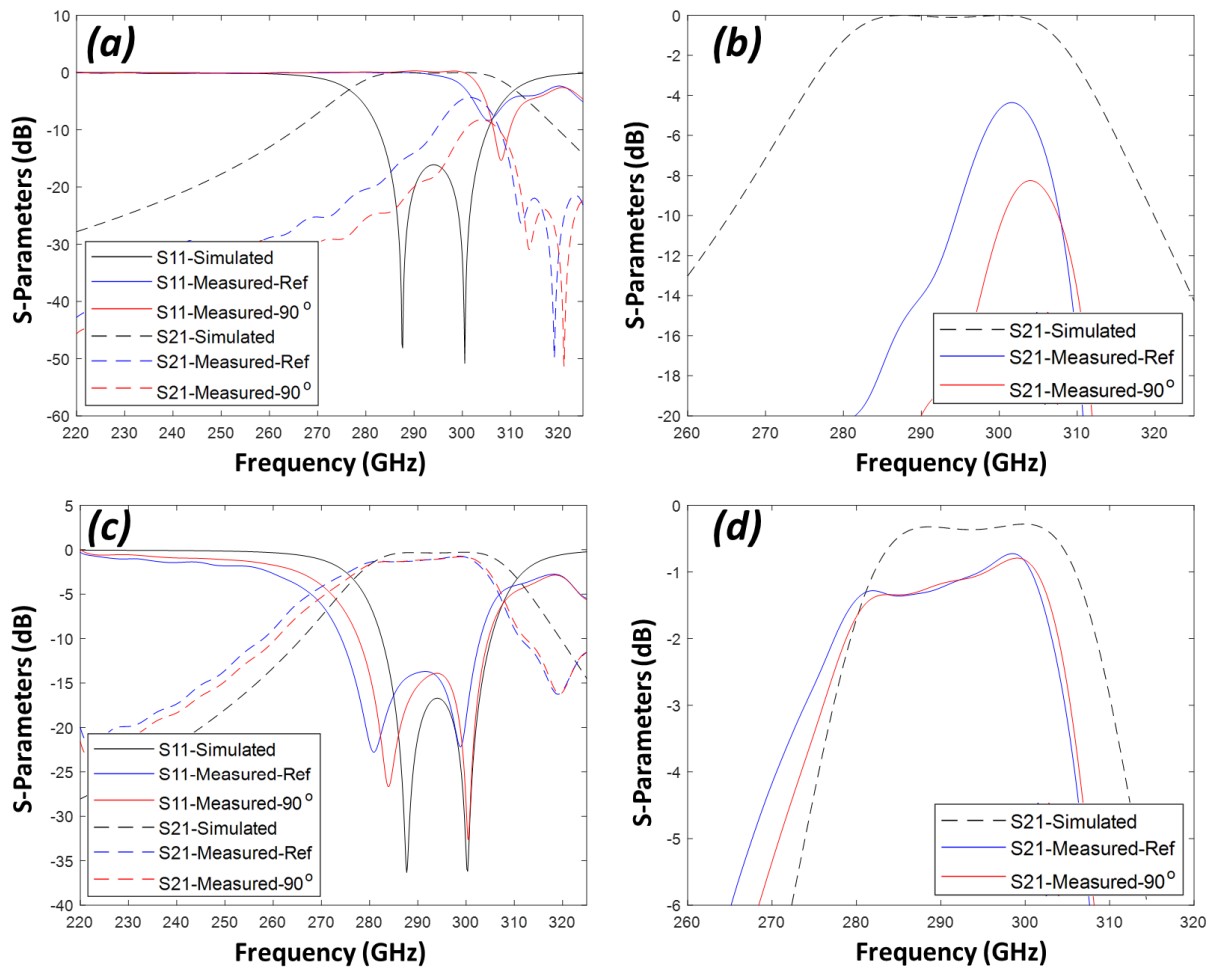 (a)
10
0
-10
-20
-30
-40
-50
-60
S-Parameters (dB)
S11-Simulated
S11-Measured-Ref
S11-Measured-90°
S21-Simulated
S21-Measured-Ref
S21-Measured-90°
220 230 240 250 260 270 280 290 300 310 320
Frequency (GHz)
(b)
0
-2
-4
-6
-8
-10
-12
-14
-16
-18
-20
S-Parameters (dB)
S21-Simulated
S21-Measured-Ref
S21-Measured-90°
260 270 280 290 300 310 320
Frequency (GHz)
(c)
5
0
-5
-10
-15
-20
-25
-30
-35
-40
S-Parameters (dB)
S11-Simulated
S11-Measured-Ref
S11-Measured-90°
S21-Simulated
S21-Measured-Ref
S21-Measured-90°
220 230 240 250 260 270 280 290 300 310 320
Frequency (GHz)
(d)
0
-1
-2
-3
-4
-5
-6
S-Parameters (dB)
S21-Simulated
S21-Measured-Ref
S21-Measured-90°
260 270 280 290 300 310 320
Frequency (GHz)